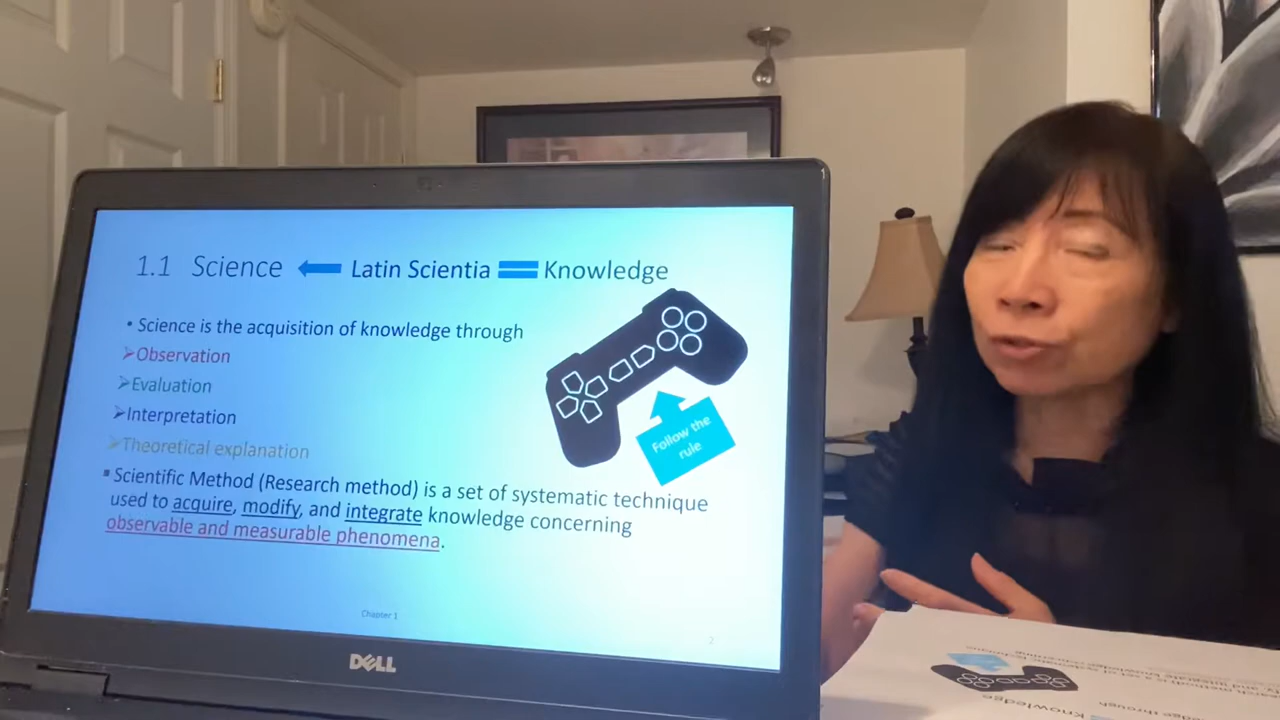 1.1 Science Latin Scientia Knowledge
• Science is the acquisition of knowledge through
➢Observation
➢Evaluation
➢Interpretation
➢Theoretical explanation
Follow the
rule
▪ Scientific Method (Research method) is a set of systematic technique
used to acquire, modify, and integrate knowledge concerning
observable and measurable phenomena.
Chapter 1
2
DELL